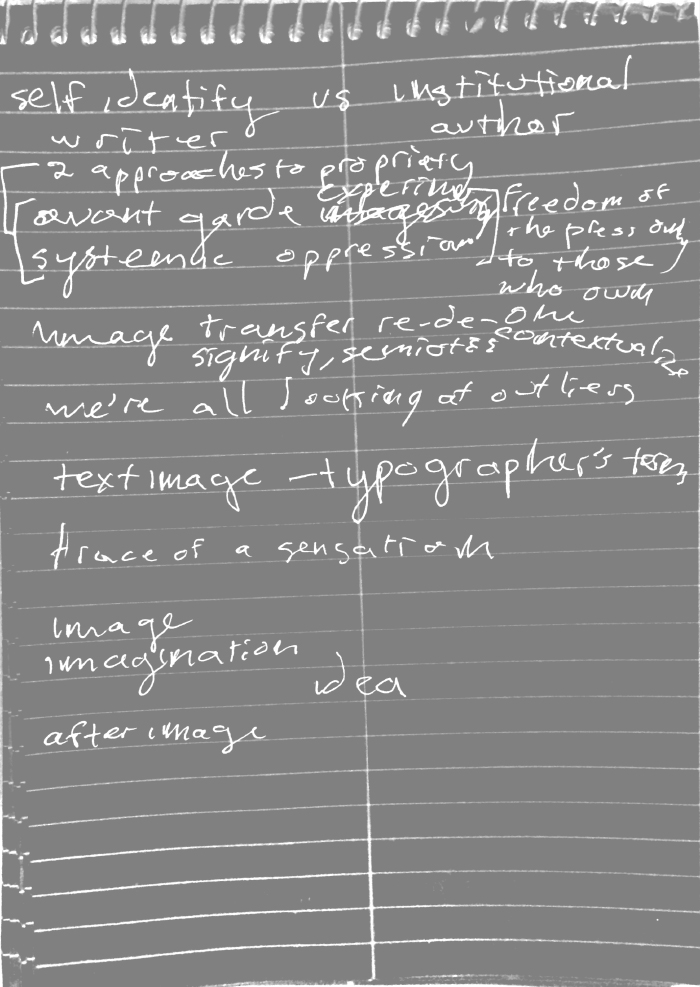 self identify vs institutional
writer author
2 approaches to propriety
avant garde
systemic oppression
freedom of
the press only
to those
who own
one
image transfer re-de-
signify, semiotics contextualize
we're all looking at outliers
text image – typographer's term
trace of a sensation
image
imagination
idea
after image